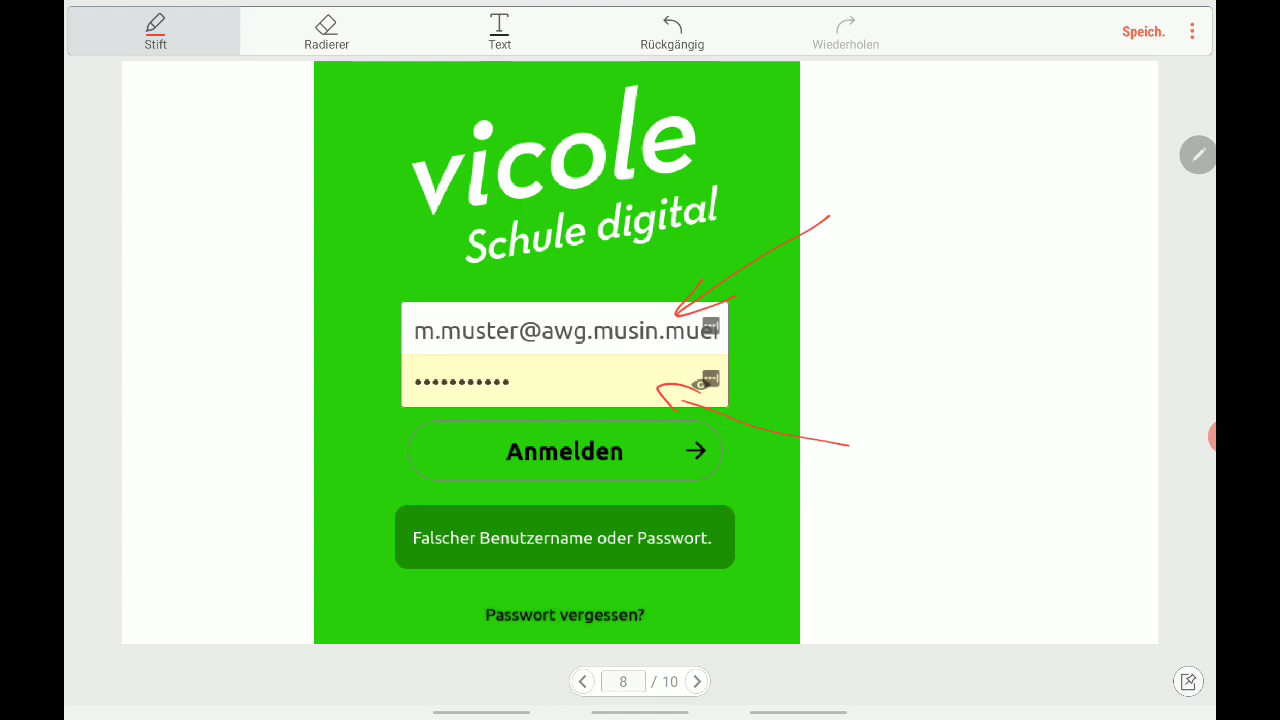 Stift
Radierer
Text
Rückgängig
Wiederholen
Speich.
vicole
Schule digital
m.muster@awg.musin.muen
Anmelden
Falscher Benutzername oder Passwort.
Passwort vergessen?
8 / 10